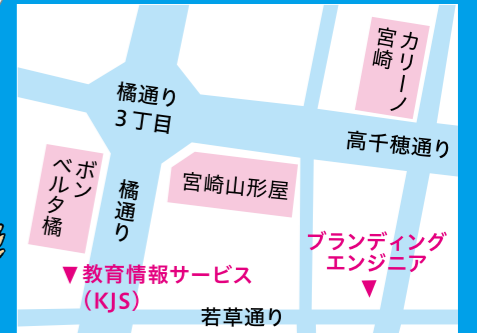 カリーノ
宮崎
橘通り
3丁目
高千穂通り
ボン
ベルタ橘
橘通り
宮崎山形屋
ブランディング
エンジニア
▼
▼教育情報サービス
（KJS）
若草通り